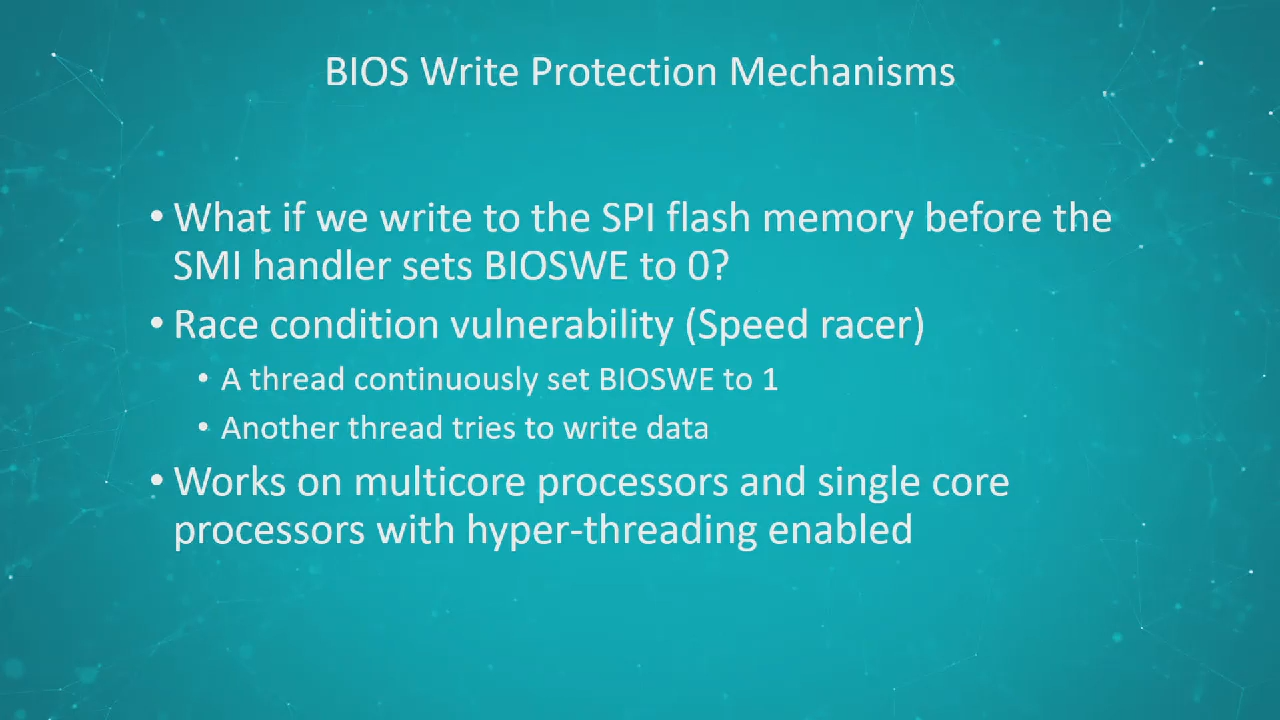 BIOS Write Protection Mechanisms
• What if we write to the SPI flash memory before the
SMI handler sets BIOSWE to 0?
• Race condition vulnerability (Speed racer)
• A thread continuously set BIOSWE to 1
• Another thread tries to write data
• Works on multicore processors and single core
processors with hyper-threading enabled